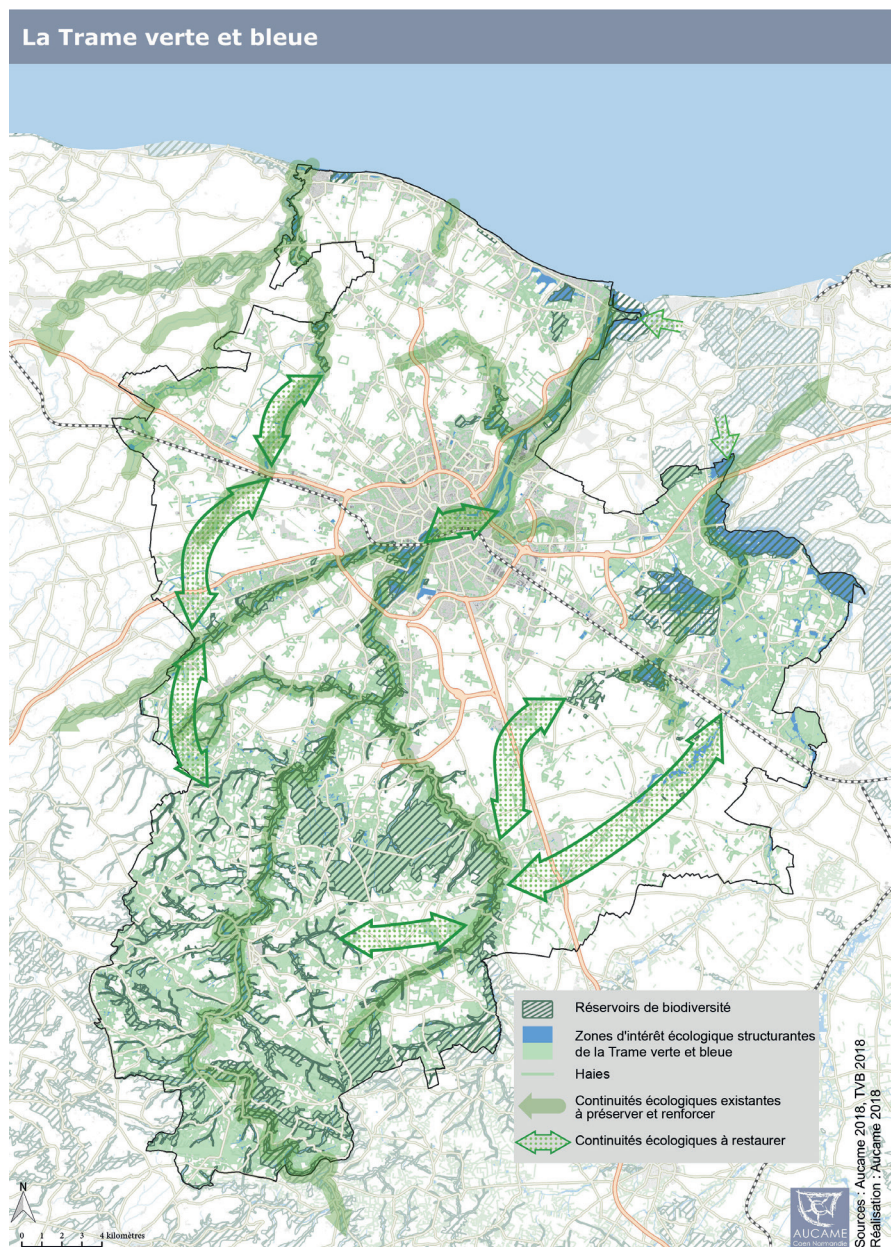 La Trame verte et bleue
Réservoirs de biodiversité
Zones d'intérêt écologique structurantes
de la Trame verte et bleue
Haies
Continuités écologiques existantes
à préserver et renforcer
Continuités écologiques à restaurer
N
0 1 2 3 4 kilomètres
AUCAME
Caen Normandie
Sources : Aucame 2018, TVB 2018
Réalisation : Aucame 2018